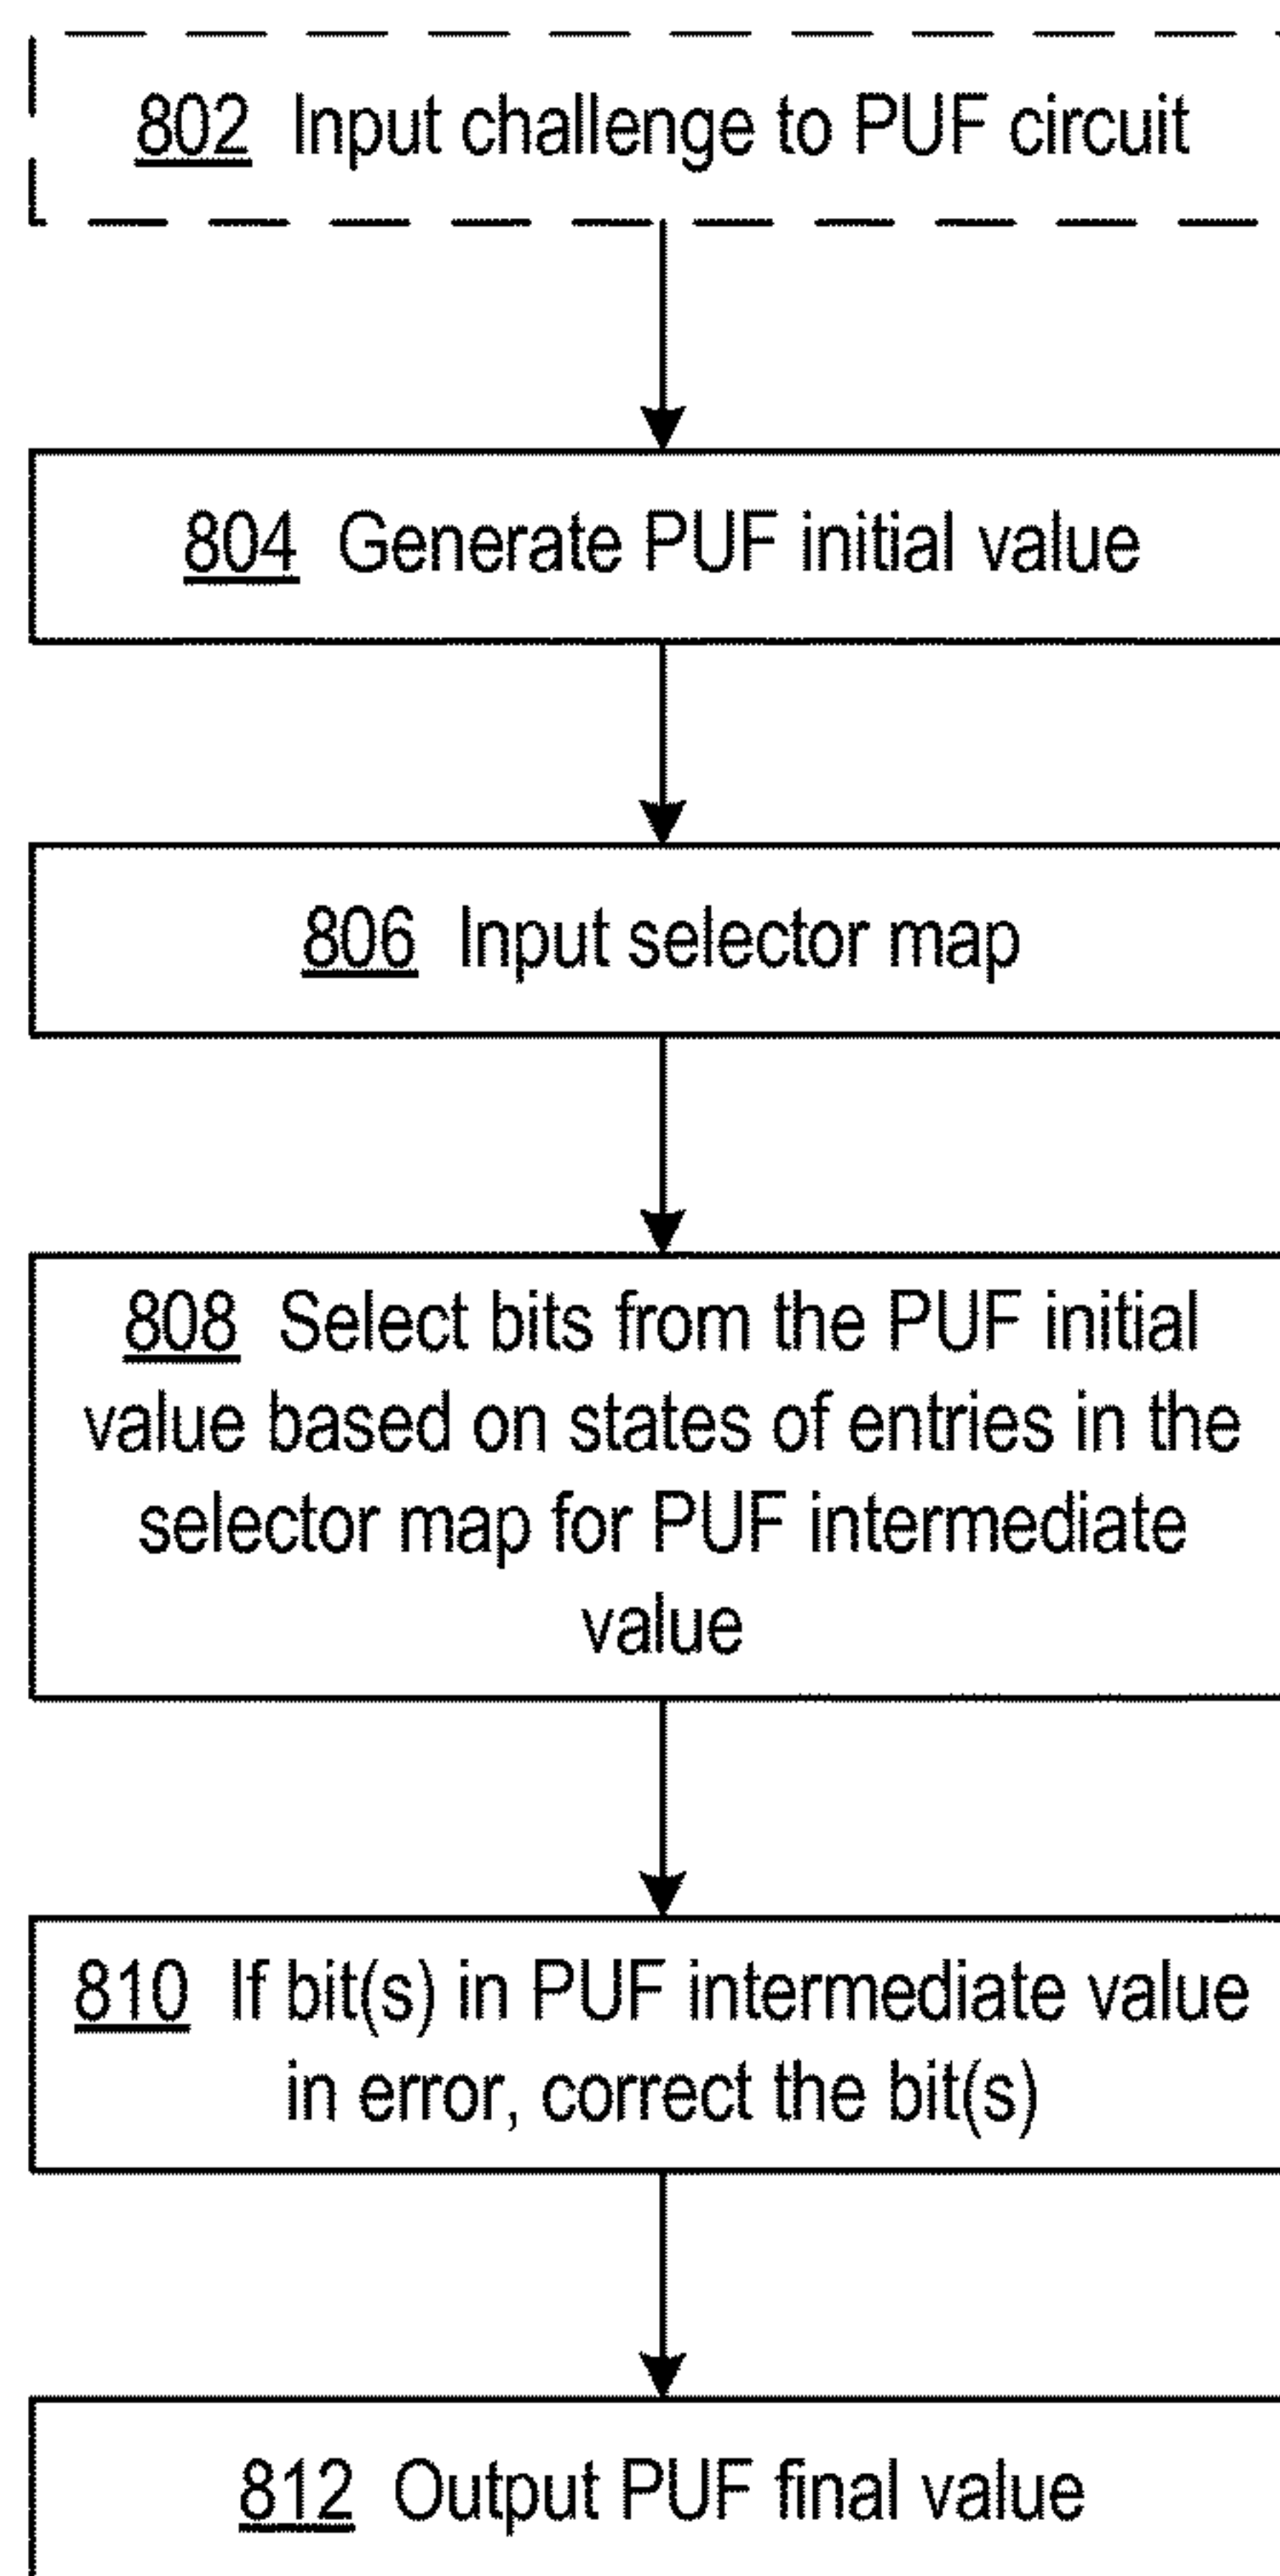 802 Input challenge to PUF circuit
804 Generate PUF initial value
806 Input selector map
808 Select bits from the PUF initial
value based on states of entries in the
selector map for PUF intermediate
value
810 If bit(s) in PUF intermediate value
in error, correct the bit(s)
812 Output PUF final value